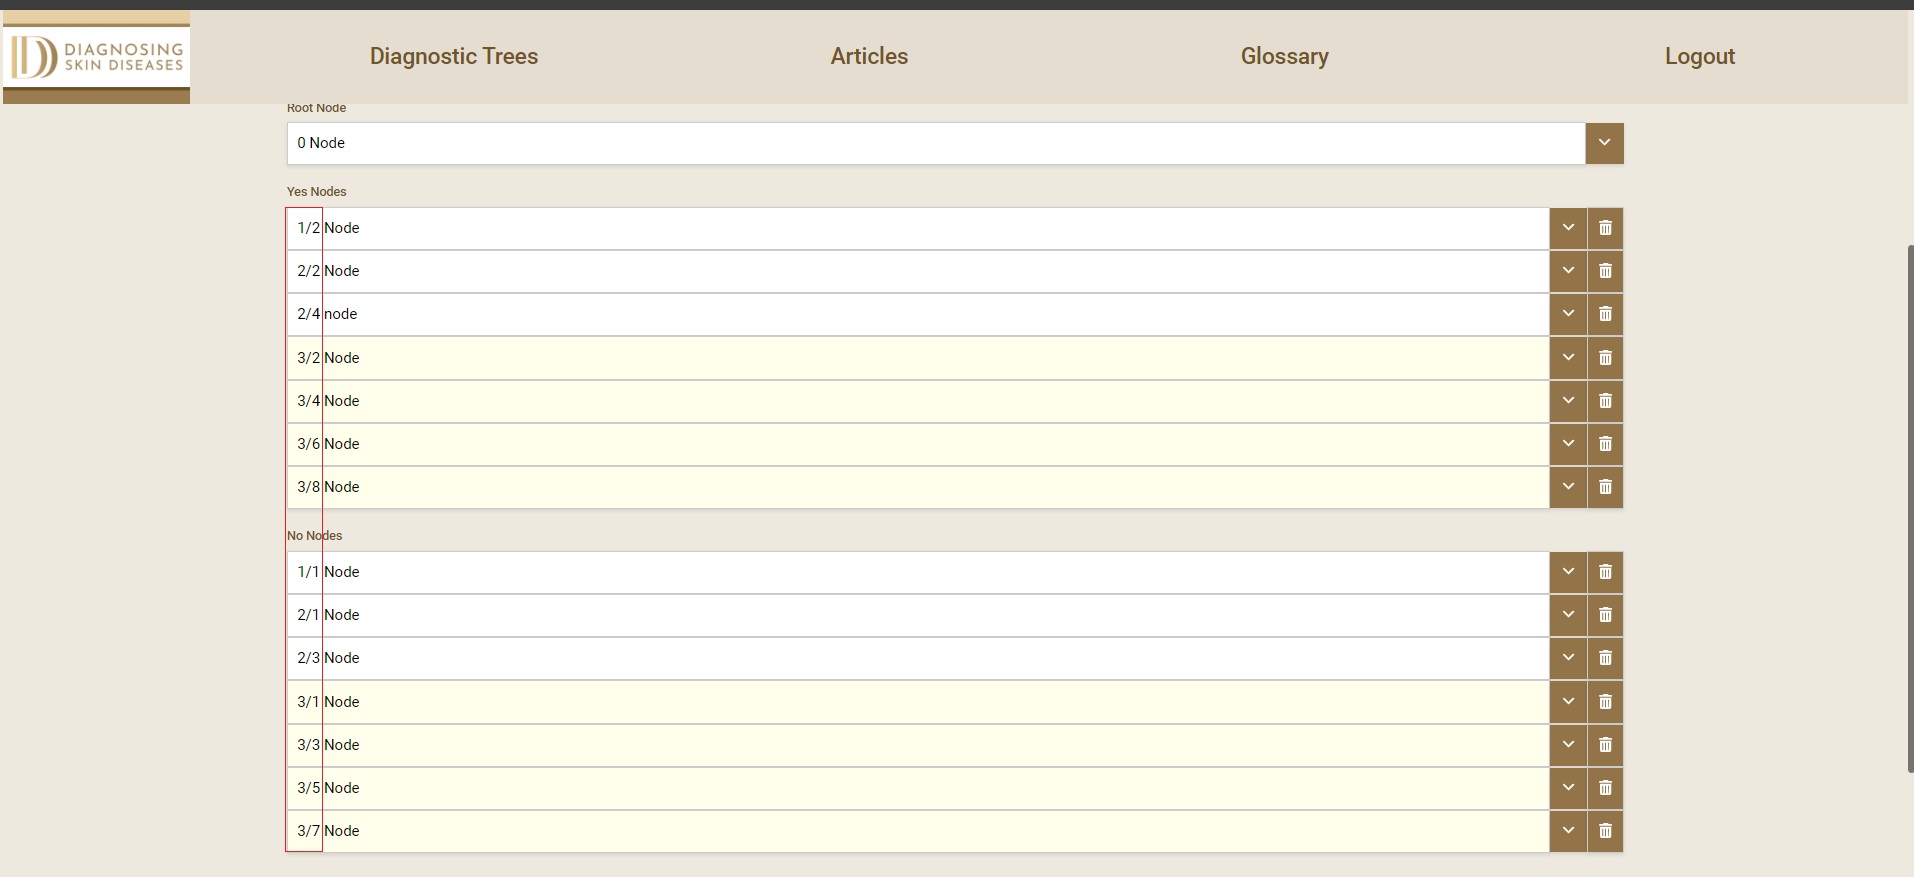 DIAGNOSING
SKIN DISEASES
Diagnostic Trees
Articles
Glossary
Logout
Root Node
0 Node
Yes Nodes
1/2 Node
2/2 Node
2/4 node
3/2 Node
3/4 Node
3/6 Node
3/8 Node
No Nodes
1/1 Node
2/1 Node
2/3 Node
3/1 Node
3/3 Node
3/5 Node
3/7 Node